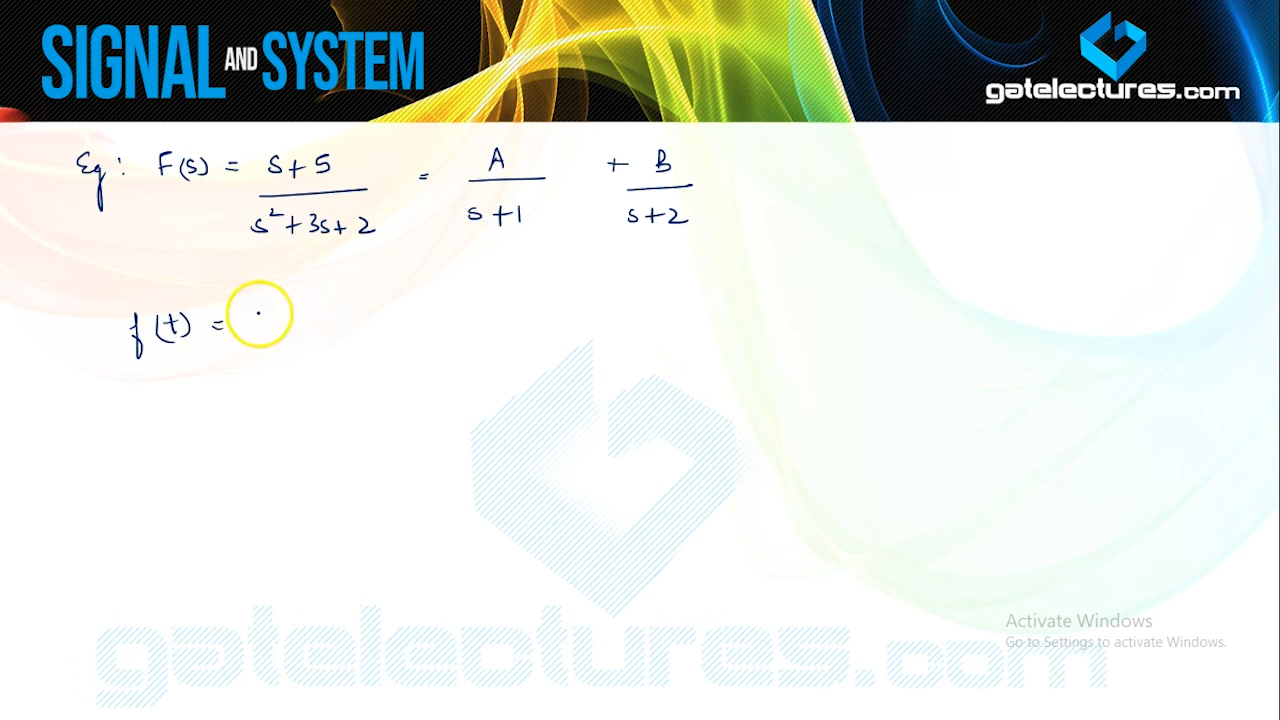 SIGNAL AND SYSTEM
gatelectures.com
Eg : F(s) = s+5 / s²+3s+2 = A / s+1 + B / s+2
f(t) =
gatelectures.com
Activate Windows
Go to Settings to activate Windows.